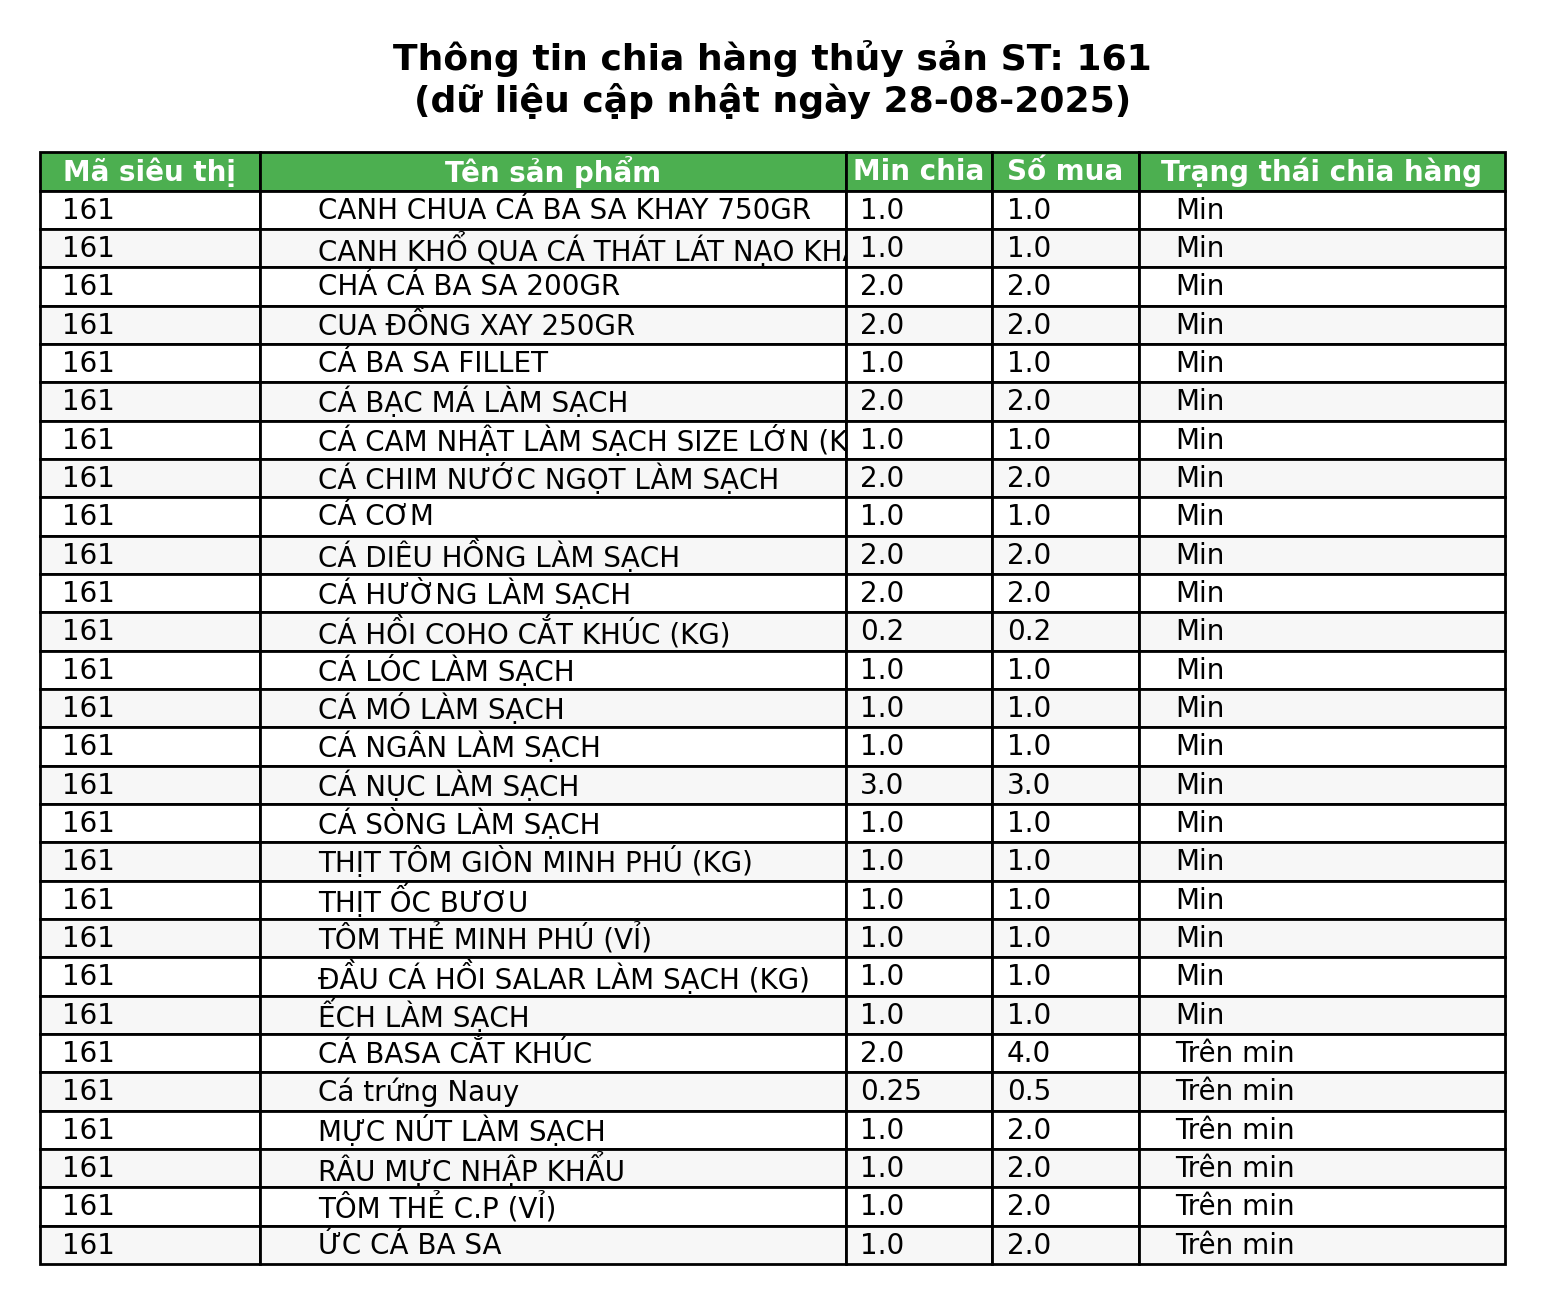 Thông tin chia hàng thủy sản ST: 161
(dữ liệu cập nhật ngày 28-08-2025)
Mã siêu thị Tên sản phẩm Min chia Số mua Trạng thái chia hàng
161 CANH CHUA CÁ BA SA KHAY 750GR 1.0 1.0 Min
161 CANH KHỔ QUA CÁ THÁT LÁT NẠO 1.0 1.0 Min
161 CHẢ CÁ BA SA 200GR 2.0 2.0 Min
161 CUA ĐỒNG XAY 250GR 2.0 2.0 Min
161 CÁ BA SA FILLET 1.0 1.0 Min
161 CÁ BẠC MÁ LÀM SẠCH 2.0 2.0 Min
161 CÁ CAM NHẬT LÀM SẠCH SIZE LỚN (K 1.0 1.0 Min
161 CÁ CHIM NƯỚC NGỌT LÀM SẠCH 2.0 2.0 Min
161 CÁ CƠM 1.0 1.0 Min
161 CÁ DIÊU HỒNG LÀM SẠCH 2.0 2.0 Min
161 CÁ HƯỜNG LÀM SẠCH 2.0 2.0 Min
161 CÁ HỒI COHO CẮT KHÚC (KG) 0.2 0.2 Min
161 CÁ LÓC LÀM SẠCH 1.0 1.0 Min
161 CÁ MÓ LÀM SẠCH 1.0 1.0 Min
161 CÁ NGÂN LÀM SẠCH 1.0 1.0 Min
161 CÁ NỤC LÀM SẠCH 3.0 3.0 Min
161 CÁ SÒNG LÀM SẠCH 1.0 1.0 Min
161 THỊT TÔM GIÒN MINH PHÚ (KG) 1.0 1.0 Min
161 THỊT ỐC BƯƠU 1.0 1.0 Min
161 TÔM THẺ MINH PHÚ (VỈ) 1.0 1.0 Min
161 ĐẦU CÁ HỒI SALAR LÀM SẠCH (KG) 1.0 1.0 Min
161 ẾCH LÀM SẠCH 1.0 1.0 Min
161 CÁ BASA CẮT KHÚC 2.0 4.0 Trên min
161 Cá trứng Nauy 0.25 0.5 Trên min
161 MỰC NÚT LÀM SẠCH 1.0 2.0 Trên min
161 RÂU MỰC NHẬP KHẨU 1.0 2.0 Trên min
161 TÔM THẺ C.P (VỈ) 1.0 2.0 Trên min
161 ỨC CÁ BA SA 1.0 2.0 Trên min